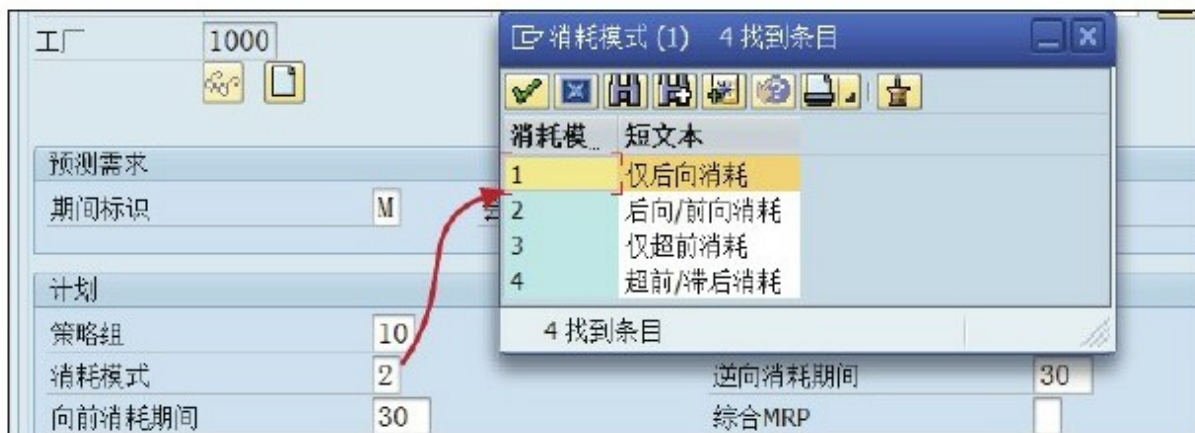 工厂 1000
消耗模式 (1) 4 找到条目
消耗模 短文本
1 仅后向消耗
2 后向/前向消耗
3 仅超前消耗
4 超前/滞后消耗
4 找到条目
预测需求
期间标识 M
计划
策略组 10
消耗模式 2 逆向消耗期间 30
向前消耗期间 30 综合MRP